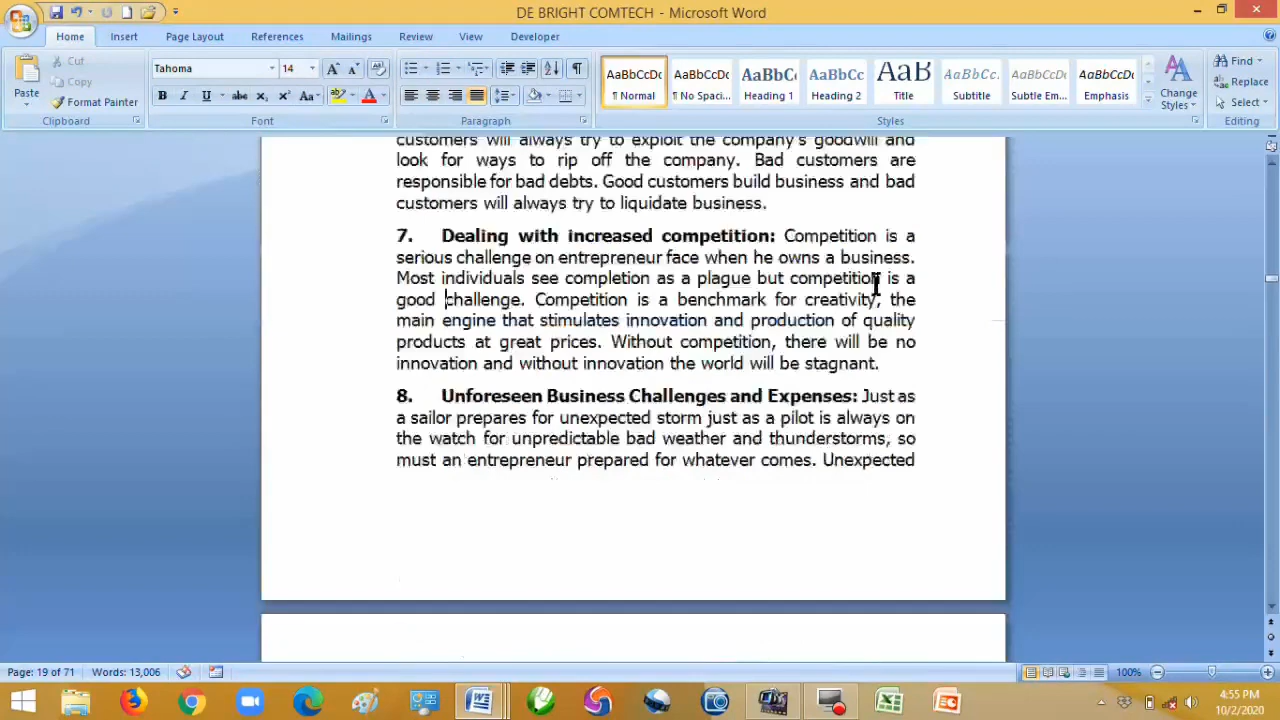 DE BRIGHT COMTECH - Microsoft Word
Home Insert Page Layout References Mailings Review View Developer
Paste
Cut
Copy
Format Painter
Clipboard
Tahoma 14
Font
Paragraph
AaBbCcDc AaBbCcDc AaBbC AaBbCc AaB AaBbCc. AaBbCcDc AaBbCcDc
¶ Normal ¶ No Spaci... Heading 1 Heading 2 Title Subtitle Subtle Em... Emphasis
Change Styles
Styles
Find
Replace
Select
Editing
customers will always try to exploit the company's goodwill and
look for ways to rip off the company. Bad customers are
responsible for bad debts. Good customers build business and bad
customers will always try to liquidate business.
7. Dealing with increased competition: Competition is a
serious challenge on entrepreneur face when he owns a business.
Most individuals see completion as a plague but competition is a
good challenge. Competition is a benchmark for creativity, the
main engine that stimulates innovation and production of quality
products at great prices. Without competition, there will be no
innovation and without innovation the world will be stagnant.
8. Unforeseen Business Challenges and Expenses: Just as
a sailor prepares for unexpected storm just as a pilot is always on
the watch for unpredictable bad weather and thunderstorms, so
must an entrepreneur prepared for whatever comes. Unexpected
Page: 19 of 71 Words: 13,006 100%
4:55 PM
10/2/2020